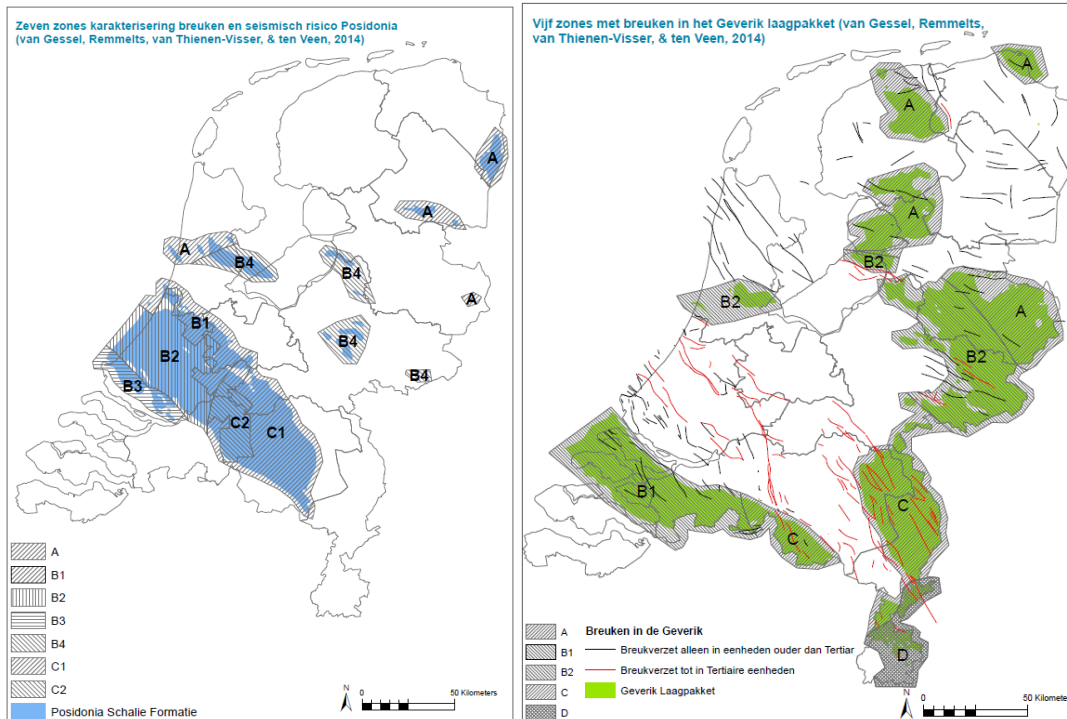 Zeven zones karakterisering breuken en seismisch risico Posidonia
(van Gessel, Remmelts, van Thienen-Visser, & ten Veen, 2014)
A
A
A
B4
B4
A
B1
B4
B2
B3
B4
C2
C1
A
B1
B2
B3
B4
C1
C2
Posidonia Schalie Formatie
N
0
50 Kilometers
Vijf zones met breuken in het Geverik laagpakket (van Gessel, Remmelts,
van Thienen-Visser, & ten Veen, 2014)
A
A
A
B2
B2
A
B2
B1
C
C
D
A
B1
B2
C
D
Breuken in de Geverik
Breukverzet alleen in eenheden ouder dan Tertiar
Breukverzet tot in Tertiaire eenheden
Geverik Laagpakket
N
0
50 Kilometers